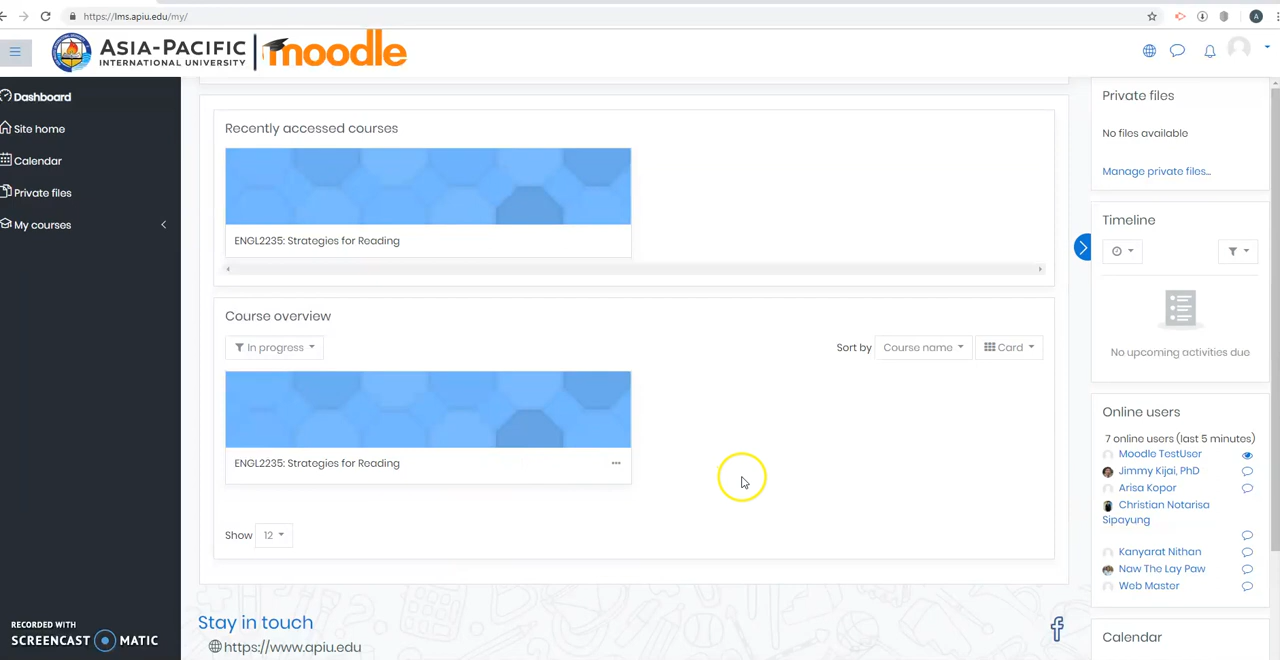 https://lms.apiu.edu/my/
A
ASIA-PACIFIC
INTERNATIONAL UNIVERSITY
moodle
Dashboard
Site home
Calendar
Private files
My courses
Recently accessed courses
ENGL2235: Strategies for Reading
Course overview
In progress
Sort by
Course name
Card
ENGL2235: Strategies for Reading
Show
12
Stay in touch
https://www.apiu.edu
Private files
No files available
Manage private files...
Timeline
No upcoming activities due
Online users
7 online users (last 5 minutes)
Moodle TestUser
Jimmy Kijai, PhD
Arisa Kopor
Christian Notarisa
Sipayung
Kanyarat Nithan
Naw The Lay Paw
Web Master
Calendar
RECORDED WITH
SCREENCAST MATIC